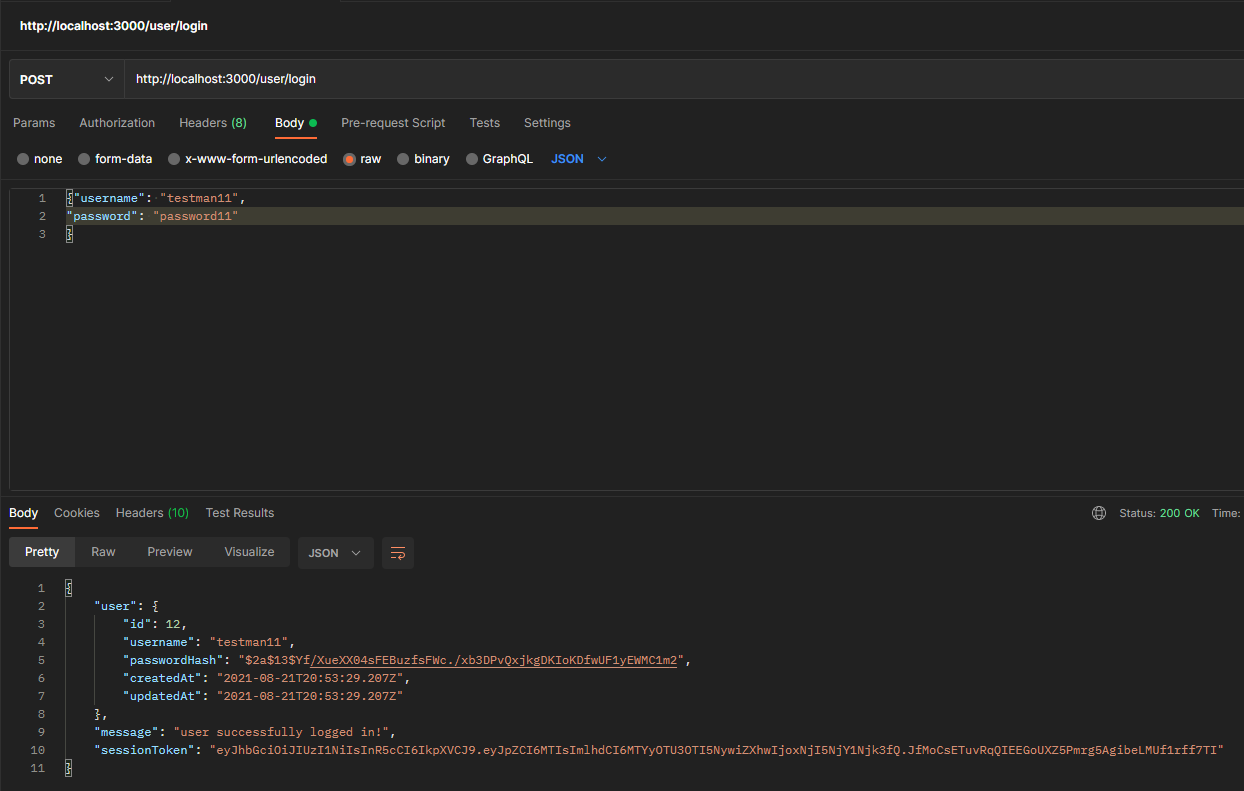 http://localhost:3000/user/login
POST http://localhost:3000/user/login
Params Authorization Headers (8) Body Pre-request Script Tests Settings
none form-data x-www-form-urlencoded raw binary GraphQL JSON
1 {"username": "testman11",
2 "password": "password11"
3 }
Body Cookies Headers (10) Test Results Status: 200 OK Time:
Pretty Raw Preview Visualize JSON
1 {
2 "user": {
3 "id": 12,
4 "username": "testman11",
5 "passwordHash": "$2a$13$Yf/XueXX04sFEBuzfsFWc./xb3DPvQxjkgDKIoKDfwUF1yEWMC1m2",
6 "createdAt": "2021-08-21T20:53:29.207Z",
7 "updatedAt": "2021-08-21T20:53:29.207Z"
8 },
9 "message": "user successfully logged in!",
10 "sessionToken": "eyJhbGciOiJIUzI1NiIsInR5cCI6IkpXVCJ9.eyJpZCI6MTIsImlhdCI6MTYyOTU3OTI5NywiZXhwIjoxNjI5NjY1Njk3fQ.JfMoCsETuvRqQIEEGoUXZ5Pmrg5AgibeLMUf1rff7TI"
11 }